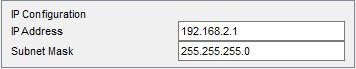 IP Configuration
IP Address 192.168.2.1
Subnet Mask 255.255.255.0